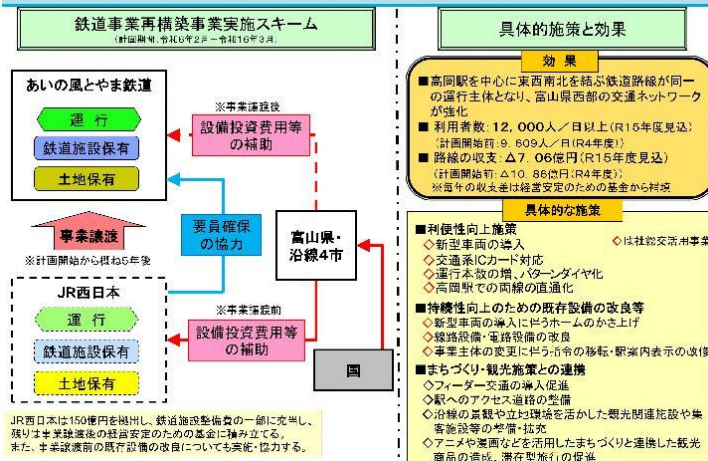 鉄道事業再構築事業実施スキーム
(計画期間:令和6年2月~令和16年3月)
あいの風とやま鉄道
運 行
鉄道施設保有
土地保有
事業譲渡
※計画開始から概ね5年後
JR西日本
運 行
鉄道施設保有
土地保有
※事業譲渡後
設備投資費用等
の補助
要員確保
の協力
富山県・
沿線4市
※事業譲渡前
設備投資費用等
の補助
国
JR西日本は150億円を拠出し、鉄道施設整備費の一部に充当し、
残りは事業譲渡後の経営安定のための基金に積み立てる。
また、事業譲渡前の既存設備の改良についても実施・協力する。
具体的施策と効果
効 果
■高岡駅を中心に東西南北を結ぶ鉄道路線が同一
の運行主体となり、富山県西部の交通ネットワーク
が強化
■利用者数:12,000人/日以上(R15年度見込)
(計画開始前:9,609人/日(R4年度))
■路線の収支:△7.06億円(R15年度見込)
(計画開始前:△10.86億円(R4年度))
※毎年の収支差は経営安定のための基金から補填
具体的な施策
■利便性向上施策
◇は社総交活用事業
◇新型車両の導入
◇交通系ICカード対応
◇運行本数の増、パターンダイヤ化
◇高岡駅での両線の直通化
■持続性向上のための既存設備の改良等
◇新型車両の導入に伴うホームのかさ上げ
◇線路設備・電路設備の改良
◇事業主体の変更に伴う指令の移転・駅案内表示の改修
■まちづくり・観光施策との連携
◇フィーダー交通の導入促進
◇駅へのアクセス道路の整備
◇沿線の景観や立地環境を活かした観光関連施設や集
客施設等の整備・拡充
◇アニメや漫画などを活用したまちづくりと連携した観光
商品の造成、滞在型旅行の促進